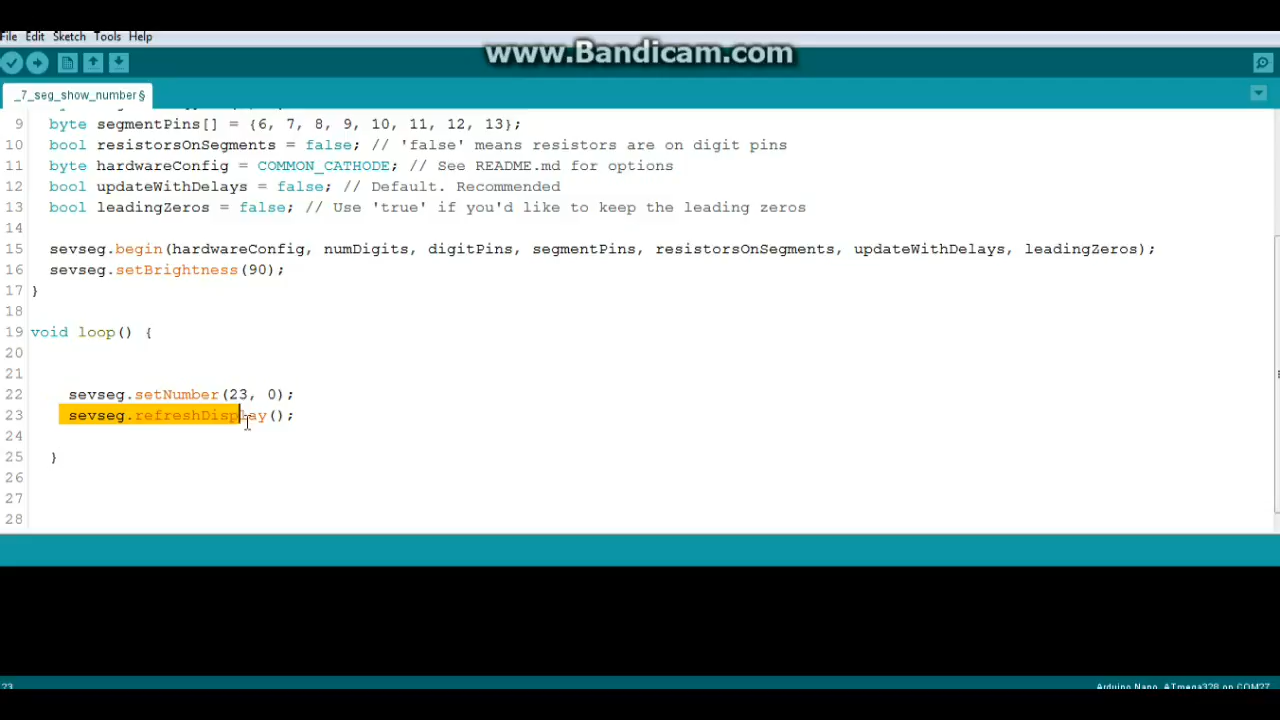 www.Bandicam.com
File Edit Sketch Tools Help
_7_seg_show_number§
9 byte segmentPins[] = {6, 7, 8, 9, 10, 11, 12, 13};
10 bool resistorsOnSegments = false; // 'false' means resistors are on digit pins
11 byte hardwareConfig = COMMON_CATHODE; // See README.md for options
12 bool updateWithDelays = false; // Default. Recommended
13 bool leadingZeros = false; // Use 'true' if you'd like to keep the leading zeros
14
15 sevseg.begin(hardwareConfig, numDigits, digitPins, segmentPins, resistorsOnSegments, updateWithDelays, leadingZeros);
16 sevseg.setBrightness(90);
17 }
18
19 void loop() {
20
21
22 sevseg.setNumber(23, 0);
23 sevseg.refreshDisplay();
24
25 }
26
27
28
23 Arduino Nano, ATmega328 on COM27